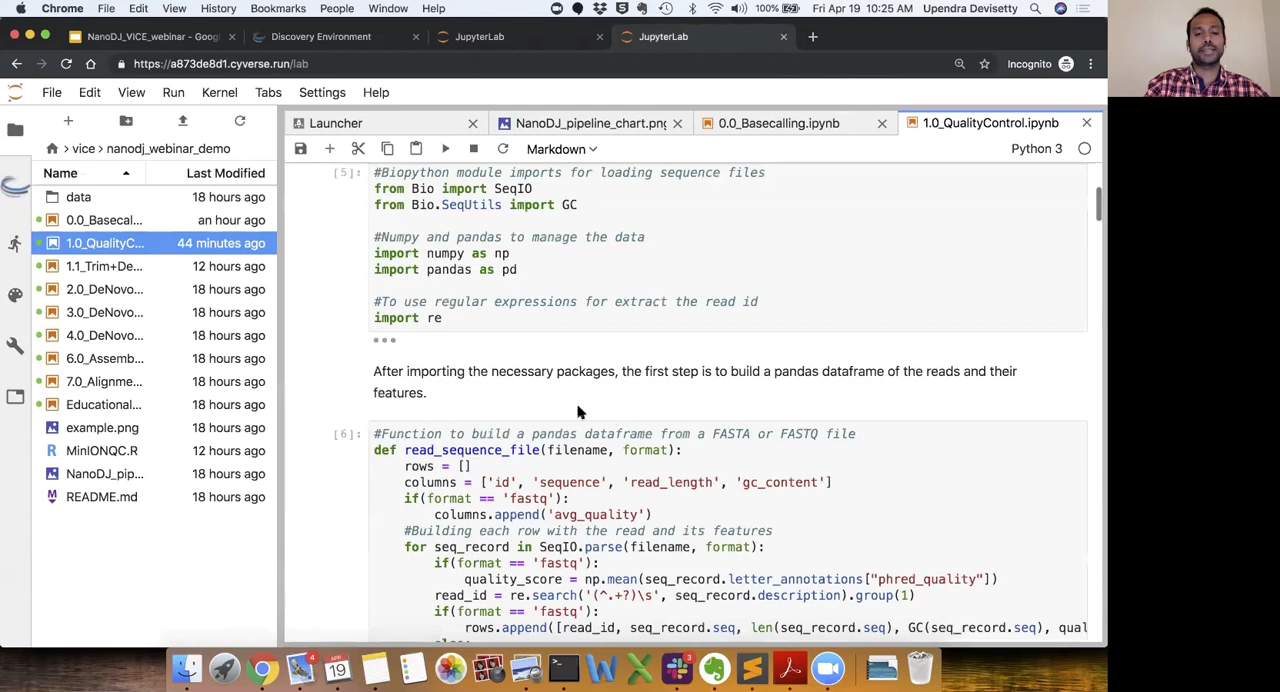 Chrome File Edit View History Bookmarks People Window Help 100% Fri Apr 19 10:25 AM Upendra Devisetty
NanoDJ_VICE_webinar - Goog
Discovery Environment
JupyterLab
JupyterLab
https://a873de8d1.cyverse.run/lab
Incognito
File Edit View Run Kernel Tabs Settings Help
Launcher
NanoDJ_pipeline_chart.png
0.0_Basecalling.ipynb
1.0_QualityControl.ipynb
Markdown
Python 3
vice nanodj_webinar_demo
Name Last Modified
data 18 hours ago
0.0_Basecal... an hour ago
1.0_QualityC... 44 minutes ago
1.1_Trim+De... 12 hours ago
2.0_DeNovo... 18 hours ago
3.0_DeNovo... 18 hours ago
4.0_DeNovo... 18 hours ago
6.0_Assemb... 18 hours ago
7.0_Alignme... 18 hours ago
Educational... 18 hours ago
example.png 18 hours ago
MinIONQC.R 12 hours ago
NanoDJ_pip... 18 hours ago
README.md 18 hours ago
[5]: #Biopython module imports for loading sequence files
from Bio import SeqIO
from Bio.SeqUtils import GC
#Numpy and pandas to manage the data
import numpy as np
import pandas as pd
#To use regular expressions for extract the read id
import re
After importing the necessary packages, the first step is to build a pandas dataframe of the reads and their
features.
[6]: #Function to build a pandas dataframe from a FASTA or FASTQ file
def read_sequence_file(filename, format):
rows = []
columns = ['id', 'sequence', 'read_length', 'gc_content']
if(format == 'fastq'):
columns.append('avg_quality')
#Building each row with the read and its features
for seq_record in SeqIO.parse(filename, format):
if(format == 'fastq'):
quality_score = np.mean(seq_record.letter_annotations["phred_quality"])
read_id = re.search('(^.+?)\s', seq_record.description).group(1)
if(format == 'fastq'):
rows.append([read_id, seq_record.seq, len(seq_record.seq), GC(seq_record.seq), qual
4
APR
19
3